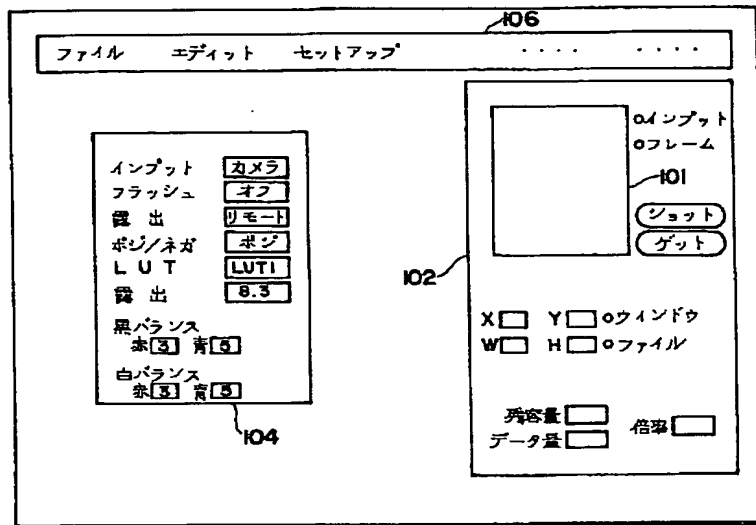 106
ファイル エディット セットアップ ···· ····
インプット カメラ
フラッシュ オフ
露出 リモート
ポジ/ネガ ポジ
LUT LUT1
露出 8.3
黒バランス
赤 3 青 5
白バランス
赤 3 青 5
104
インプット
フレーム
101
ショット
ゲット
102
X Y ウィンドウ
W H ファイル
残容量
データ量
倍率